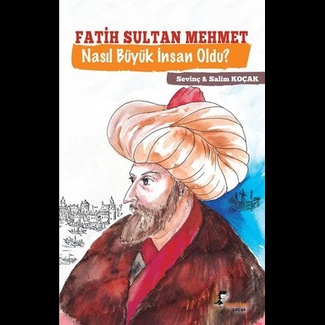 FATİH SULTAN MEHMET
Nasıl Büyük İnsan Oldu?
Sevinç & Salim KOÇAK